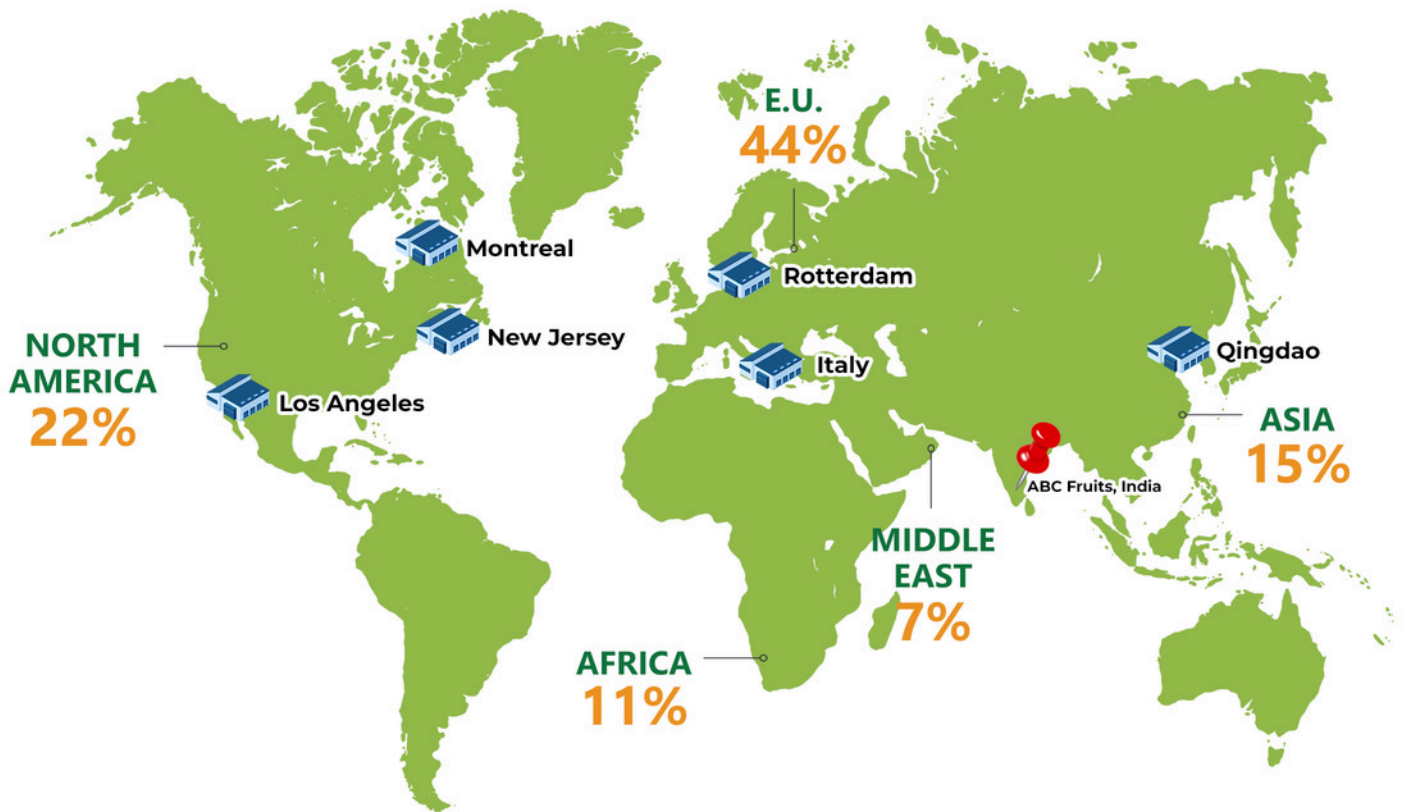 E.U.
44%
Montreal
Rotterdam
New Jersey
NORTH
AMERICA
22%
Italy
Qingdao
Los Angeles
ASIA
15%
ABC Fruits, India
MIDDLE
EAST
7%
AFRICA
11%